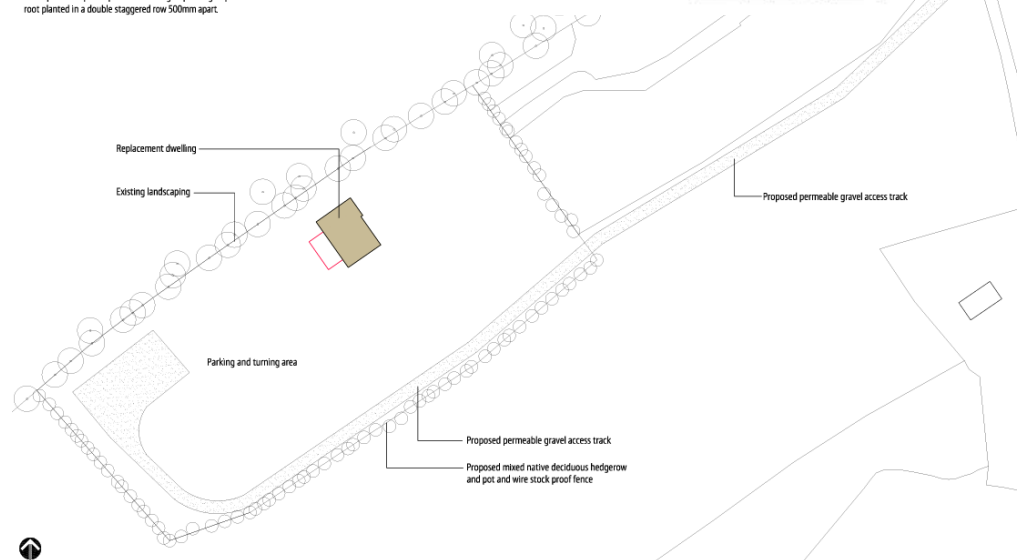 root planted in a double staggered row 500mm apart.
Replacement dwelling
Existing landscaping
Proposed permeable gravel access track
Parking and turning area
Proposed permeable gravel access track
Proposed mixed native deciduous hedgerow
and pot and wire stock proof fence